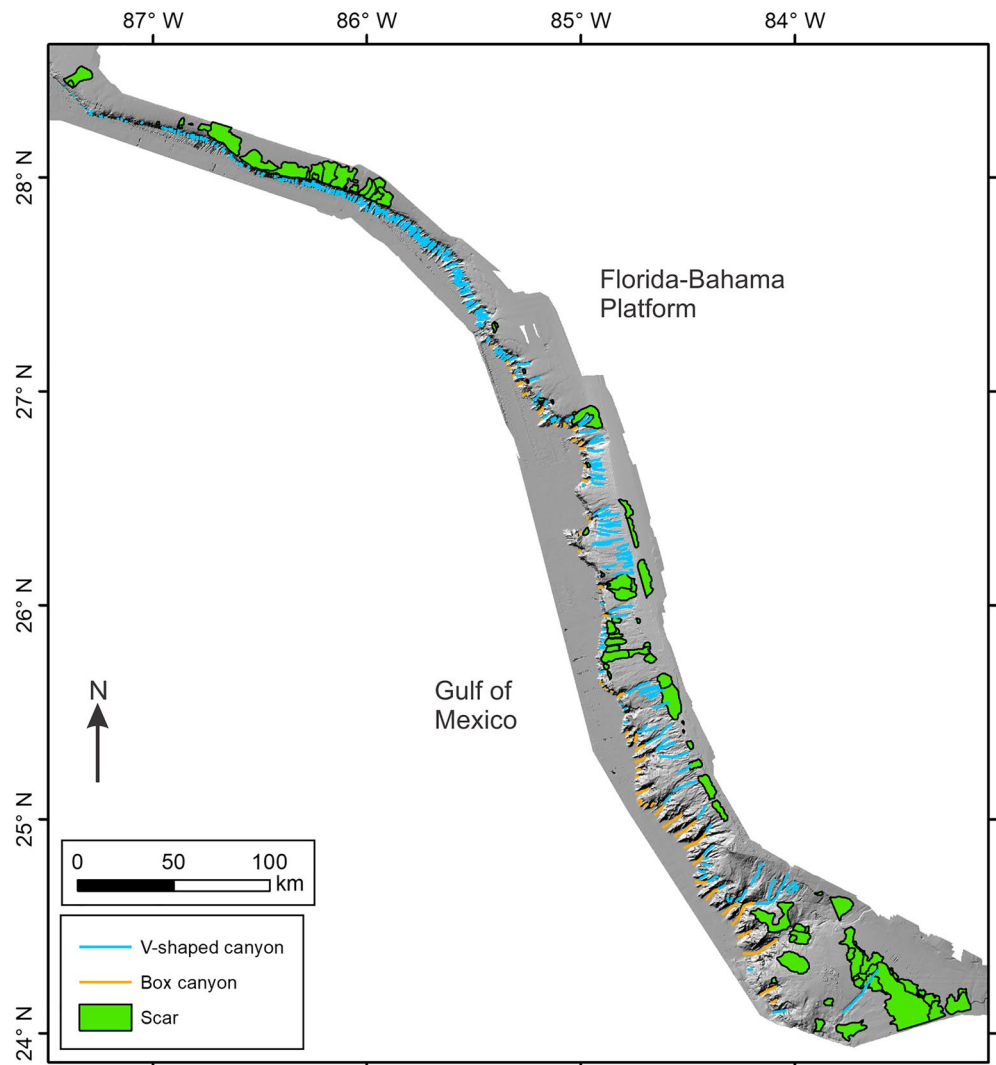 87° W
86° W
85° W
84° W
28° N
27° N
26° N
25° N
24° N
Florida-Bahama
Platform
Gulf of
Mexico
N
0 50 100
km
V-shaped canyon
Box canyon
Scar